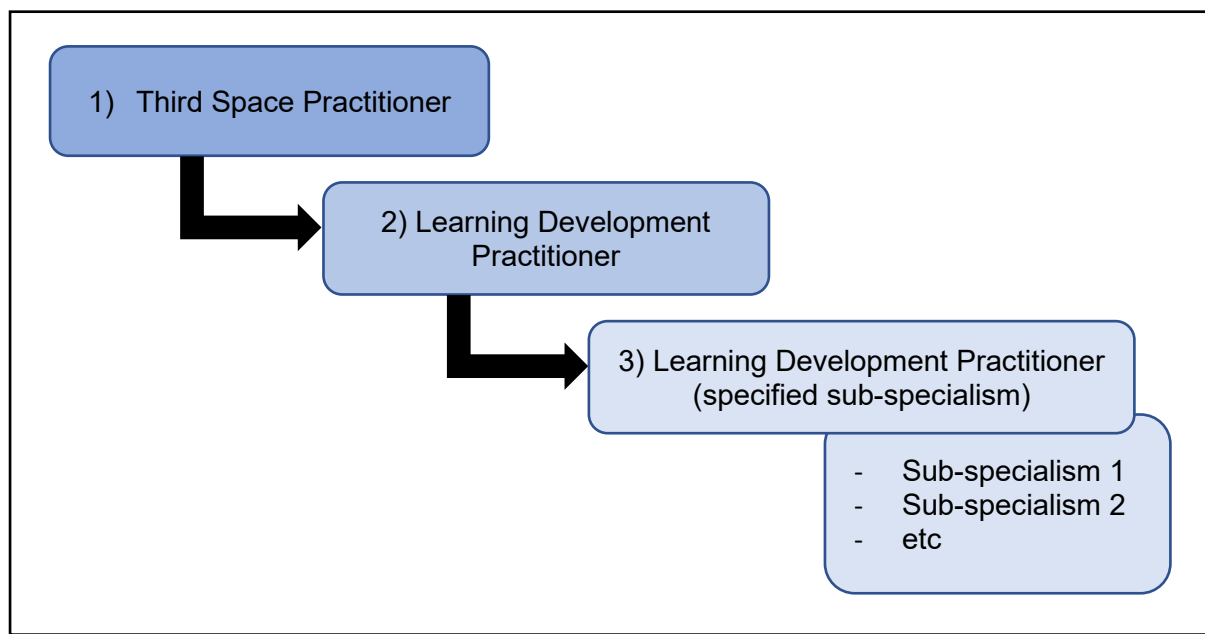 1) Third Space Practitioner
2) Learning Development
Practitioner
3) Learning Development Practitioner
(specified sub-specialism)
- Sub-specialism 1
- Sub-specialism 2
- etc